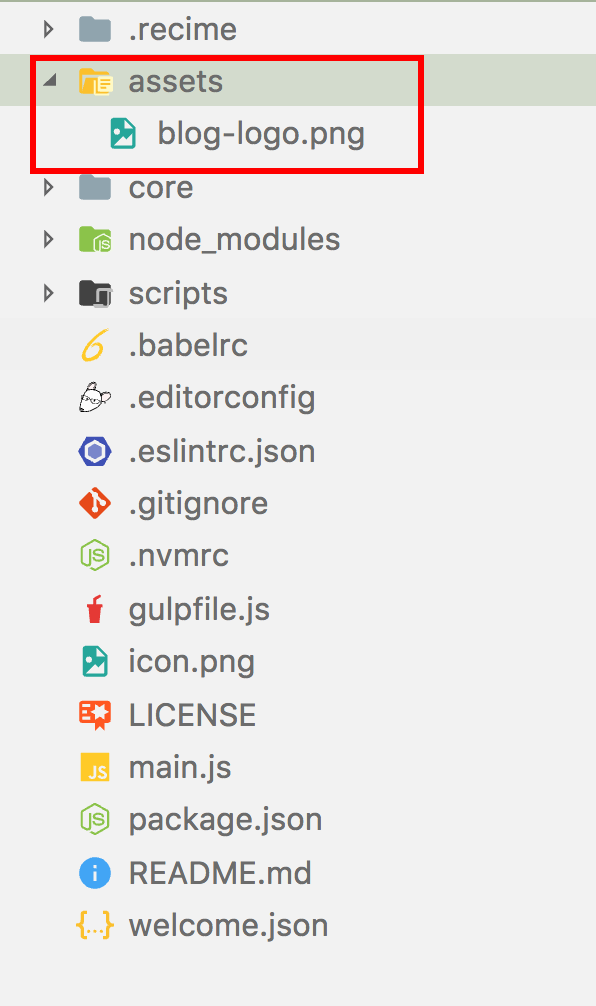 .recime
assets
blog-logo.png
core
node_modules
scripts
.babelrc
.editorconfig
.eslintrc.json
.gitignore
.nvmrc
gulpfile.js
icon.png
LICENSE
main.js
package.json
README.md
welcome.json